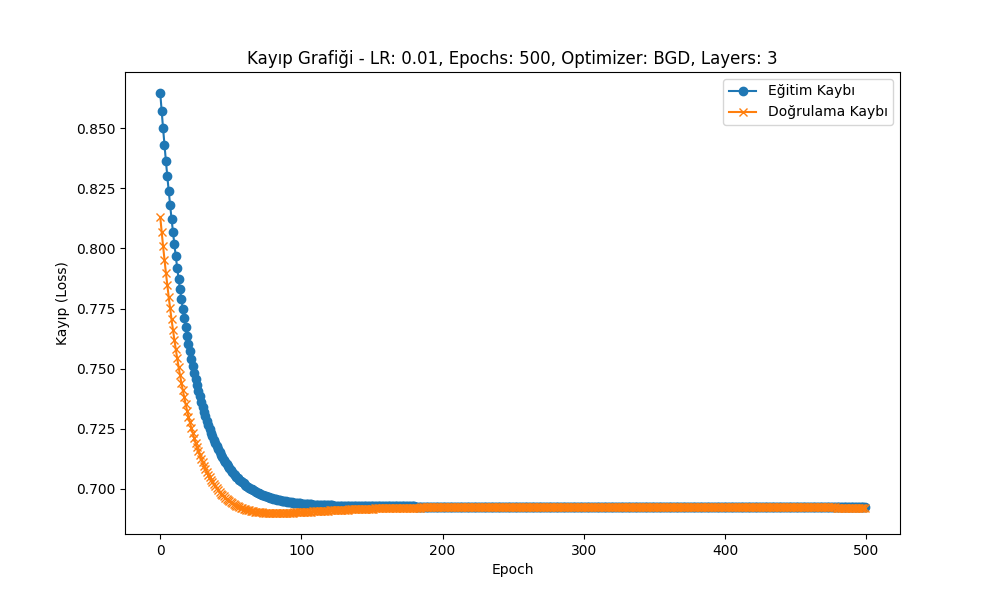 Kayıp Grafiği - LR: 0.01, Epochs: 500, Optimizer: BGD, Layers: 3
Eğitim Kaybı
Doğrulama Kaybı
Kayıp (Loss)
0.850
0.825
0.800
0.775
0.750
0.725
0.700
0
100
200
300
400
500
Epoch